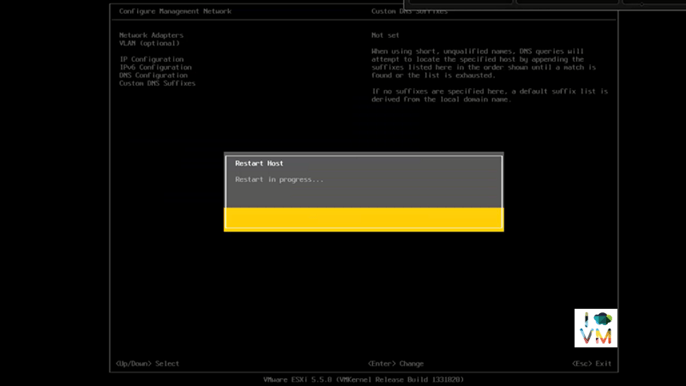 Configure Management Network
Custom DNS Suffixes
Network Adapters
VLAN (optional)
IP Configuration
IPv6 Configuration
DNS Configuration
Custom DNS Suffixes
Not set
When using short, unqualified names, DNS queries will
attempt to locate the specified host by appending the
suffixes listed here in the order shown until a match is
found or the list is exhausted.
If no suffixes are specified here, a default suffix list is
derived from the local domain name.
Restart Host
Restart in progress...
I
VM
<Up/Down> Select
<Enter> Change
<Esc> Exit
VMware ESXi 5.5.0 (VMKernel Release Build 1331820)